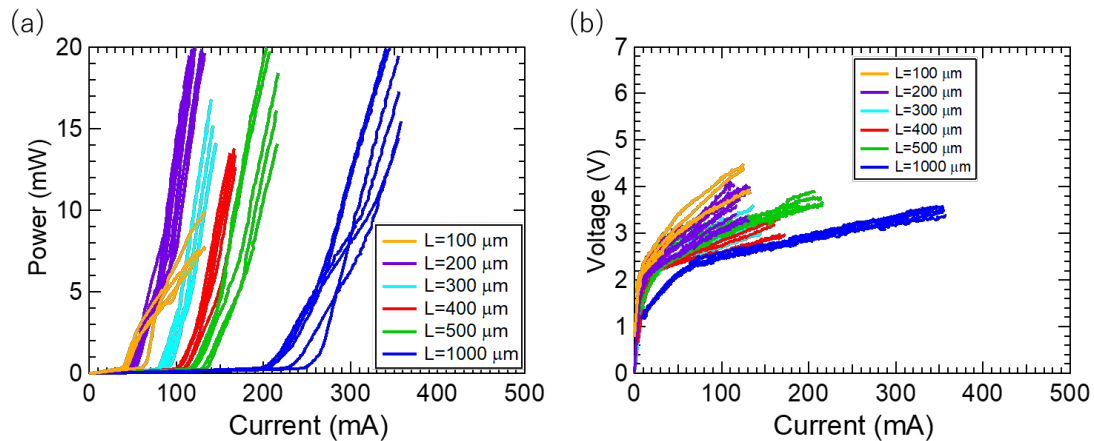 (a)
20
15
10
5
0
Power (mW)
0 100 200 300 400 500
Current (mA)
L=100 μm
L=200 μm
L=300 μm
L=400 μm
L=500 μm
L=1000 μm
(b)
7
6
5
4
3
2
1
0
Voltage (V)
0 100 200 300 400 500
Current (mA)
L=100 μm
L=200 μm
L=300 μm
L=400 μm
L=500 μm
L=1000 μm